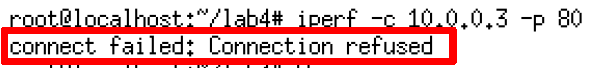 root@localhost:~/lab4# iperf -c 10.0.0.3 -p 80
connect failed: Connection refused